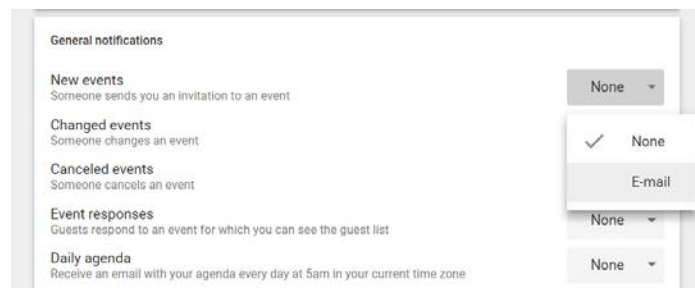 General notifications
New events
None
Someone sends you an invitation to an event
Changed events
Someone changes an event
None
Canceled events
Someone cancels an event
E-mail
Event responses
None
Guests respond to an event for which you can see the guest list
Daily agenda
None
Receive an email with your agenda every day at 5am in your current time zone